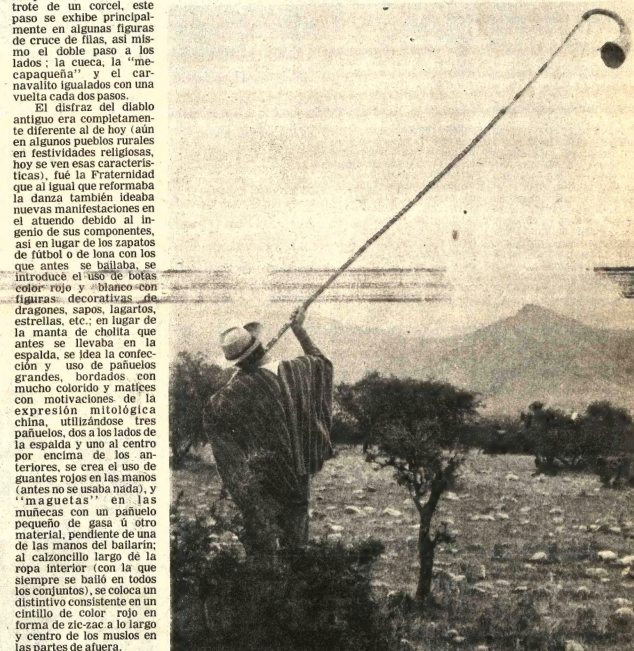 trote de un corcel, este
paso se exhibe principal-
mente en algunas figuras
de cruce de filas, así mis-
mo el doble paso a los
lados ; la cueca, la "me-
capaqueña" y el car-
navalito igualados con una
vuelta cada dos pasos.
El disfraz del diablo
antiguo era completamen-
te diferente al de hoy (aún
en algunos pueblos rurales
en festividades religiosas,
hoy se ven esas caracterís-
ticas), fué la Fraternidad
que al igual que reformaba
la danza también ideaba
nuevas manifestaciones en
el atuendo debido al in-
genio de sus componentes,
así en lugar de los zapatos
de fútbol o de lona con los
que antes se bailaba, se
introduce el uso de botas
color rojo y blanco con
figuras decorativas de
dragones, sapos, lagartos,
estrellas, etc.; en lugar de
la manta de cholita que
antes se llevaba en la
espalda, se idea la confec-
ción y uso de pañuelos
grandes, bordados con
mucho colorido y matices
con motivaciones de la
expresión mitológica
china, utilizándose tres
pañuelos, dos a los lados de
la espalda y uno al centro
por encima de los an-
teriores, se crea el uso de
guantes rojos en las manos
(antes no se usaba nada), y
"maguetas" en las
muñecas con un pañuelo
pequeño de gasa ú otro
material, pendiente de una
de las manos del bailarín;
al calzoncillo largo de la
ropa interior (con la que
siempre se bailó en todos
los conjuntos), se coloca un
distintivo consistente en un
cintillo de color rojo en
forma de zic-zac a lo largo
y centro de los muslos en
las partes de afuera.